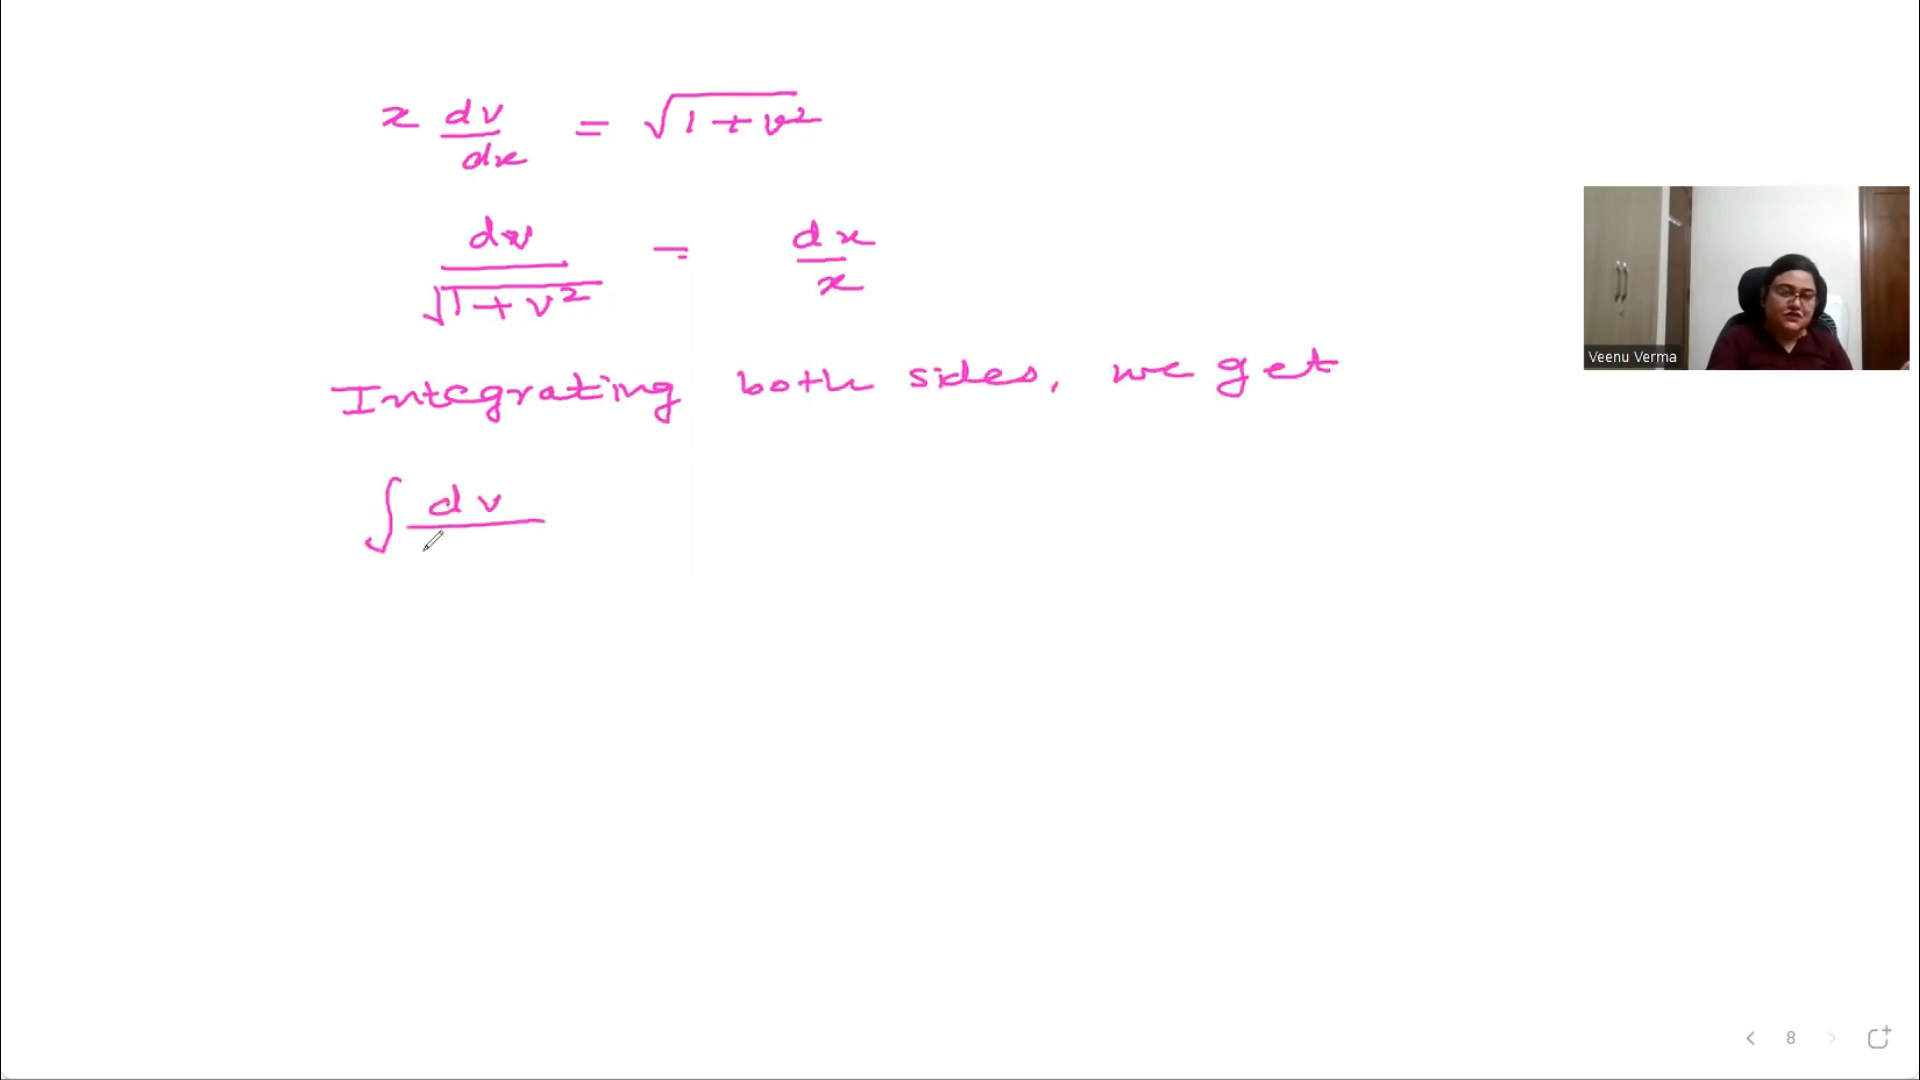 x dv/dx = √1+v²
dv/√1+v² = dx/x
Veenu Verma
Integrating both sides, we get
∫ dv
8